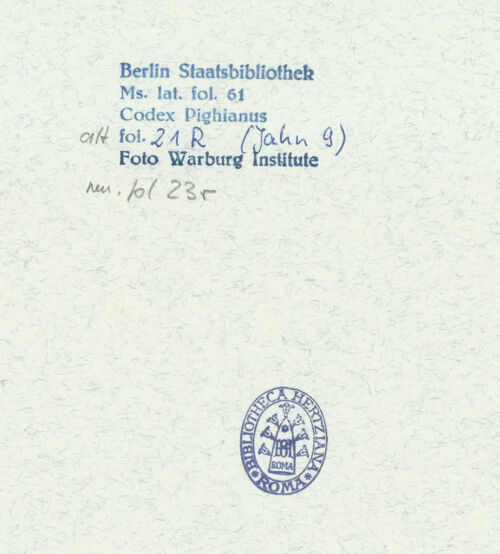 Berlin Staatsbibliothek
Ms. lat. fol. 61
Codex Pighianus
alt fol. 21 R (Jahn 9)
Foto Warburg Institute
neu. fol 23r
BIBLIOTHECA HERTZIANA
BH
ROMA
ROMA